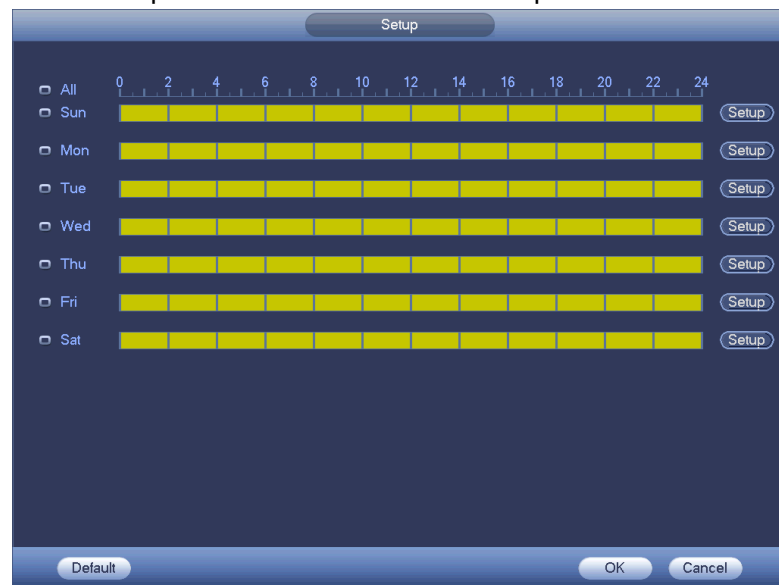 Setup
All 0 2 4 6 8 10 12 14 16 18 20 22 24
Sun Setup
Mon Setup
Tue Setup
Wed Setup
Thu Setup
Fri Setup
Sat Setup
Default OK Cancel